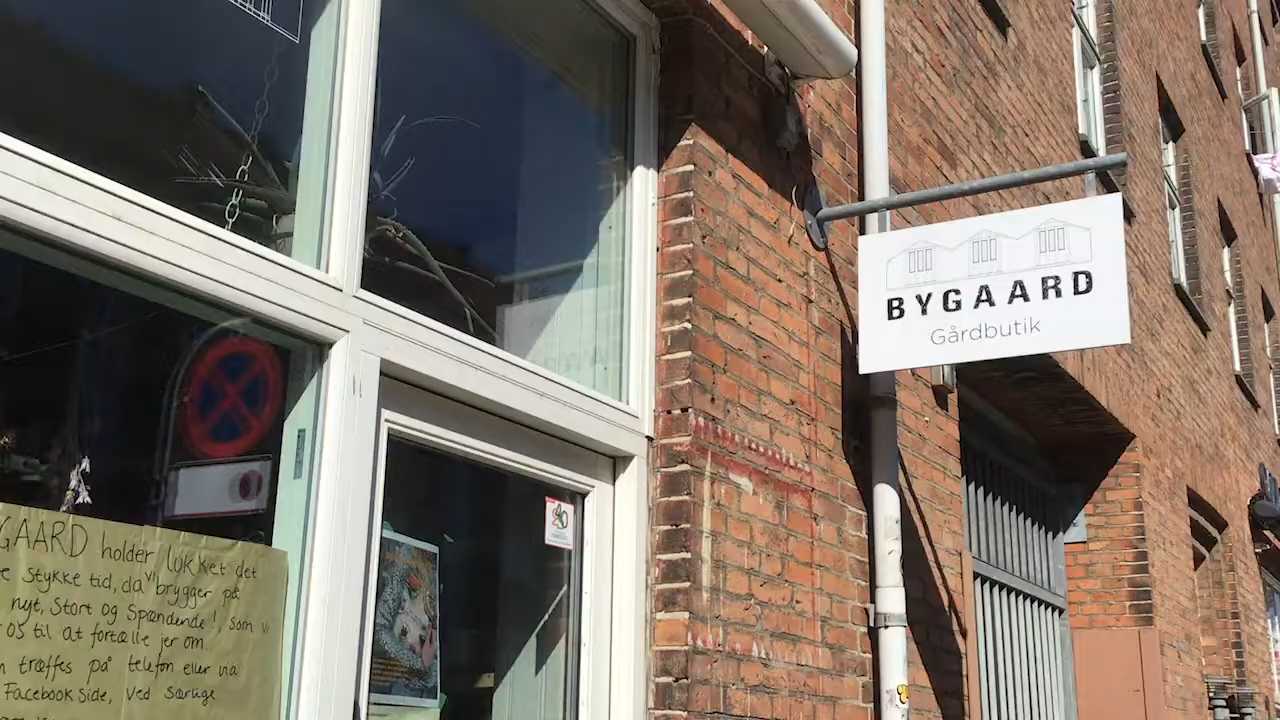 BYGAARD
Gårdbutik
GAARD holder lukket det
stykke tid, da vi brygger på
nyt, stort og spændende!, som vi
os til at fortælle jer om.
træffes på telefon eller via
Facebook side, ved særlige